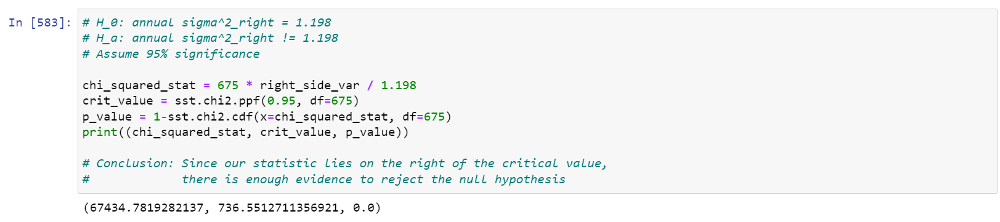 In [583]: # H_0: annual sigma^2_right = 1.198
# H_a: annual sigma^2_right != 1.198
# Assume 95% significance
chi_squared_stat = 675 * right_side_var / 1.198
crit_value = sst.chi2.ppf(0.95, df=675)
p_value = 1-sst.chi2.cdf(x=chi_squared_stat, df=675)
print((chi_squared_stat, crit_value, p_value))
# Conclusion: Since our statistic lies on the right of the critical value,
#             there is enough evidence to reject the null hypothesis
(67434.7819282137, 736.5512711356921, 0.0)